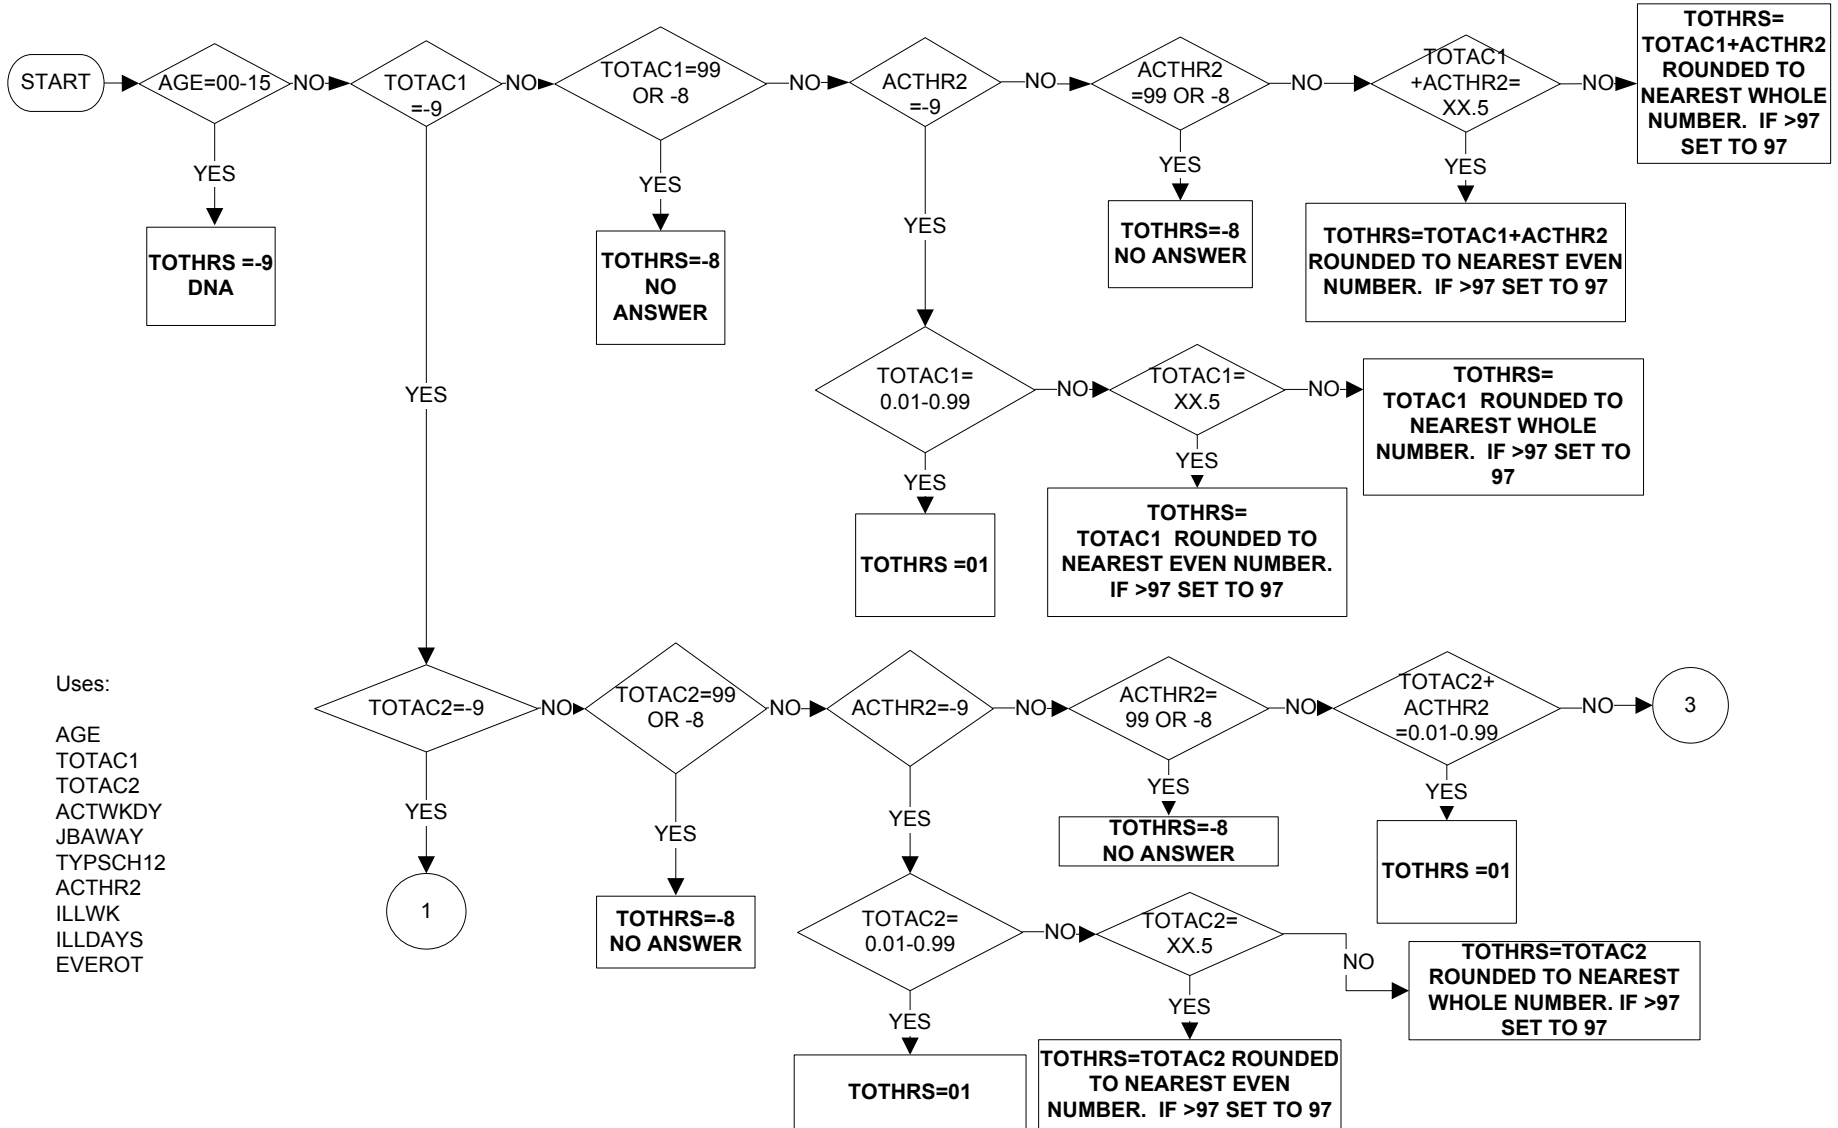 START
AGE=00-15
NO
TOTAC1
=-9
NO
TOTAC1=99
OR -8
NO
ACTHR2
=-9
NO
ACTHR2
=99 OR -8
NO
TOTAC1
+ACTHR2=
XX.5
NO
TOTHRS=
TOTAC1+ACTHR2
ROUNDED TO
NEAREST WHOLE
NUMBER. IF >97
SET TO 97
YES
YES
YES
YES
YES
YES
TOTHRS =-9
DNA
TOTHRS=-8
NO
ANSWER
TOTHRS=-8
NO ANSWER
TOTHRS=TOTAC1+ACTHR2
ROUNDED TO NEAREST EVEN
NUMBER. IF >97 SET TO 97
TOTAC1=
0.01-0.99
NO
TOTAC1=
XX.5
NO
TOTHRS=
TOTAC1 ROUNDED TO
NEAREST WHOLE
NUMBER. IF >97 SET TO
97
YES
YES
TOTHRS =01
TOTHRS=
TOTAC1 ROUNDED TO
NEAREST EVEN NUMBER.
IF >97 SET TO 97
Uses:
AGE
TOTAC1
TOTAC2
ACTWKDY
JBAWAY
TYPSCH12
ACTHR2
ILLWK
ILLDAYS
EVEROT
TOTAC2=-9
NO
TOTAC2=99
OR -8
NO
ACTHR2=-9
NO
ACTHR2=
99 OR -8
NO
TOTAC2+
ACTHR2
=0.01-0.99
NO
3
YES
YES
YES
YES
YES
1
TOTHRS=-8
NO ANSWER
TOTHRS=-8
NO ANSWER
TOTHRS =01
TOTAC2=
0.01-0.99
NO
TOTAC2=
XX.5
NO
TOTHRS=TOTAC2
ROUNDED TO NEAREST
WHOLE NUMBER. IF >97
SET TO 97
YES
YES
TOTHRS=01
TOTHRS=TOTAC2 ROUNDED
TO NEAREST EVEN
NUMBER. IF >97 SET TO 97